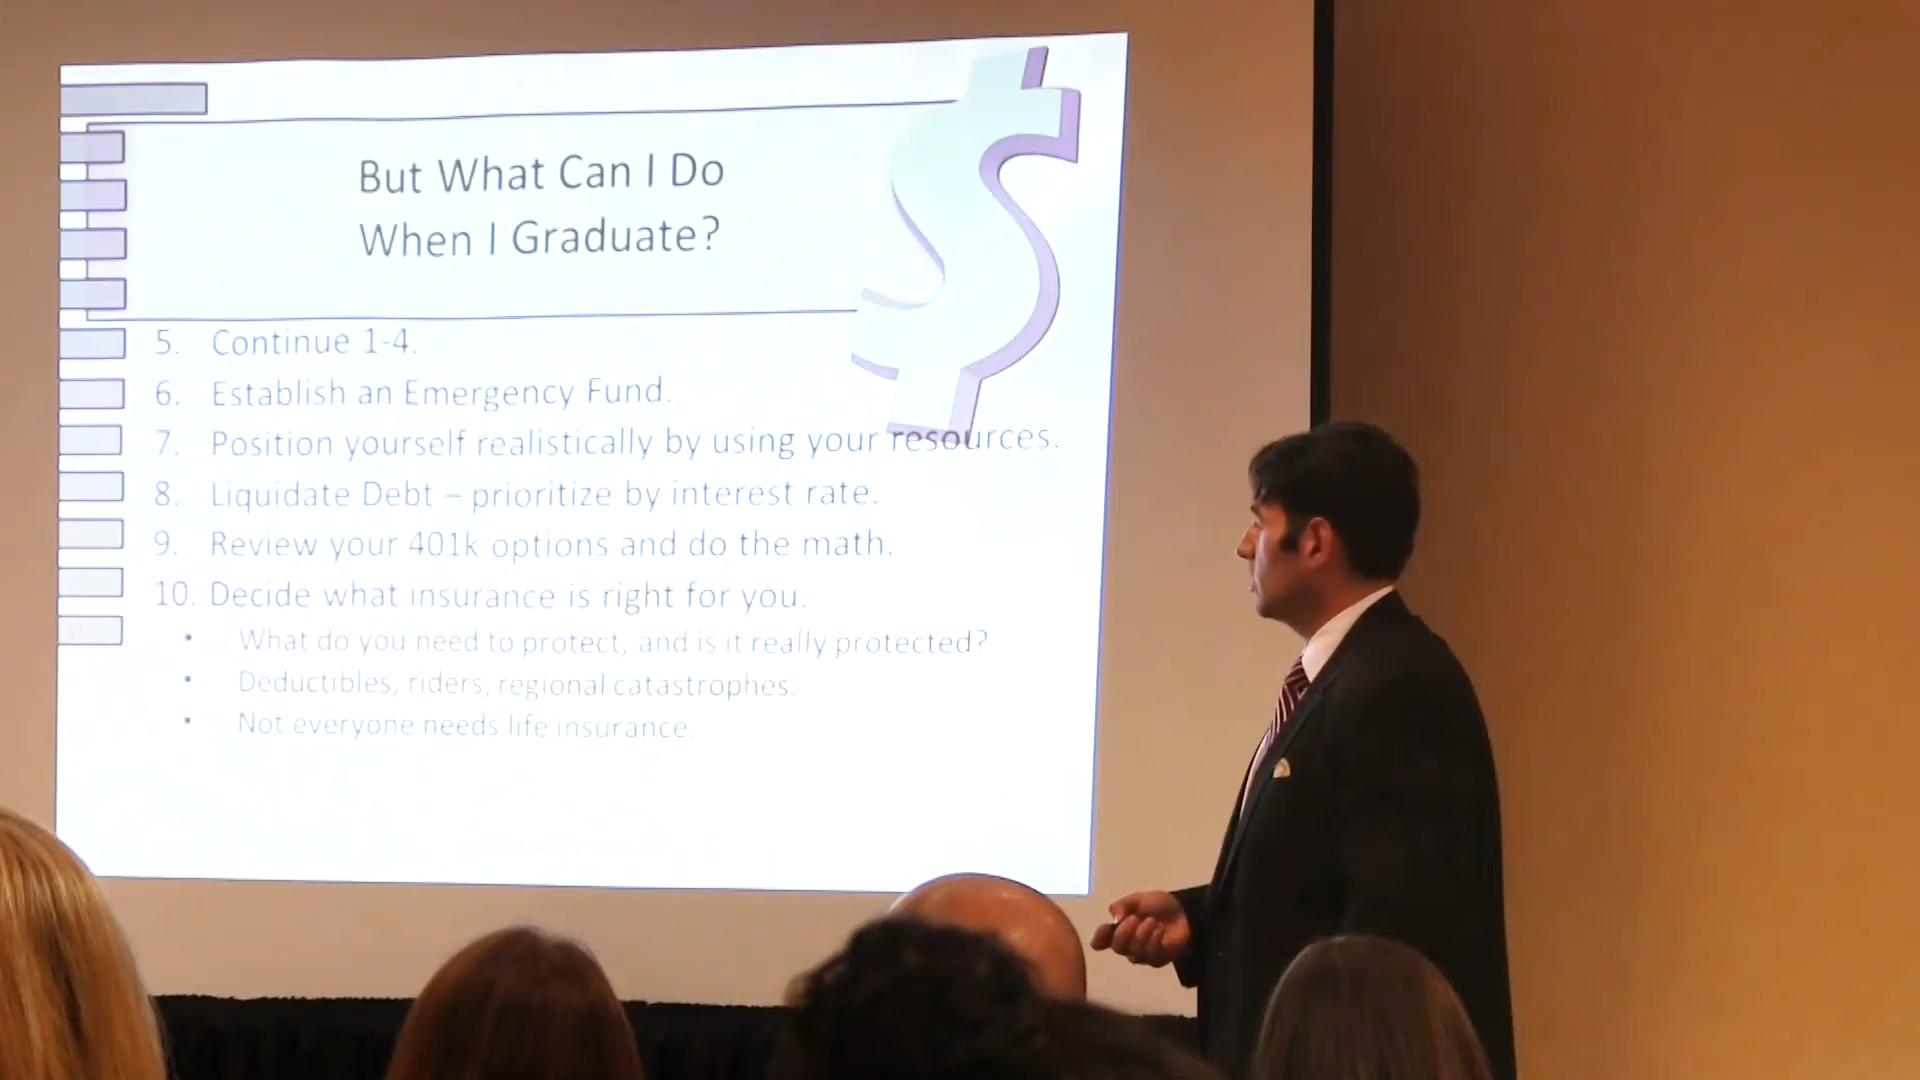 But What Can I Do
When I Graduate?
5. Continue 1-4.
6. Establish an Emergency Fund.
7. Position yourself realistically by using your resources.
8. Liquidate Debt – prioritize by interest rate.
9. Review your 401k options and do the math.
10. Decide what insurance is right for you.
• What do you need to protect, and is it really protected?
• Deductibles, riders, regional catastrophes.
• Not everyone needs life insurance.